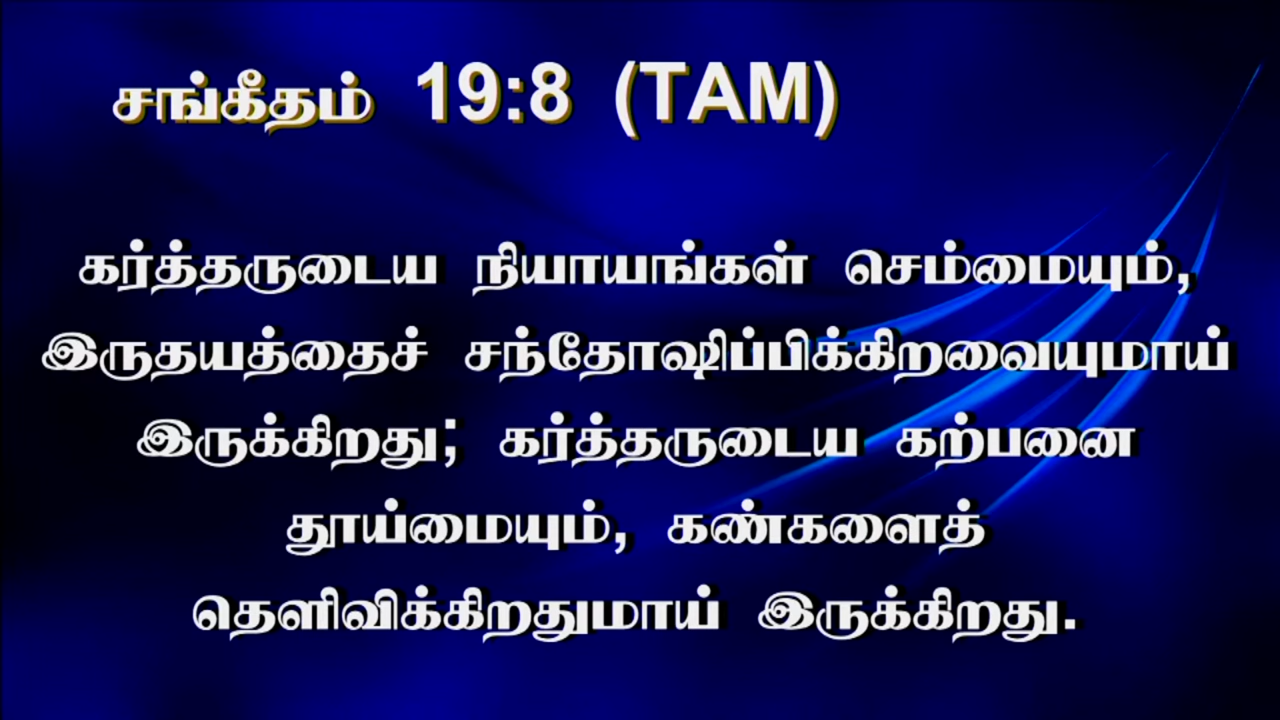 சங்கீதம் 19:8 (TAM)
கர்த்தருடைய நியாயங்கள் செம்மையும்,
இருதயத்தைச் சந்தோஷிப்பிக்கிறவையுமாய்
இருக்கிறது; கர்த்தருடைய கற்பனை
தூய்மையும், கண்களைத்
தெளிவிக்கிறதுமாய் இருக்கிறது.